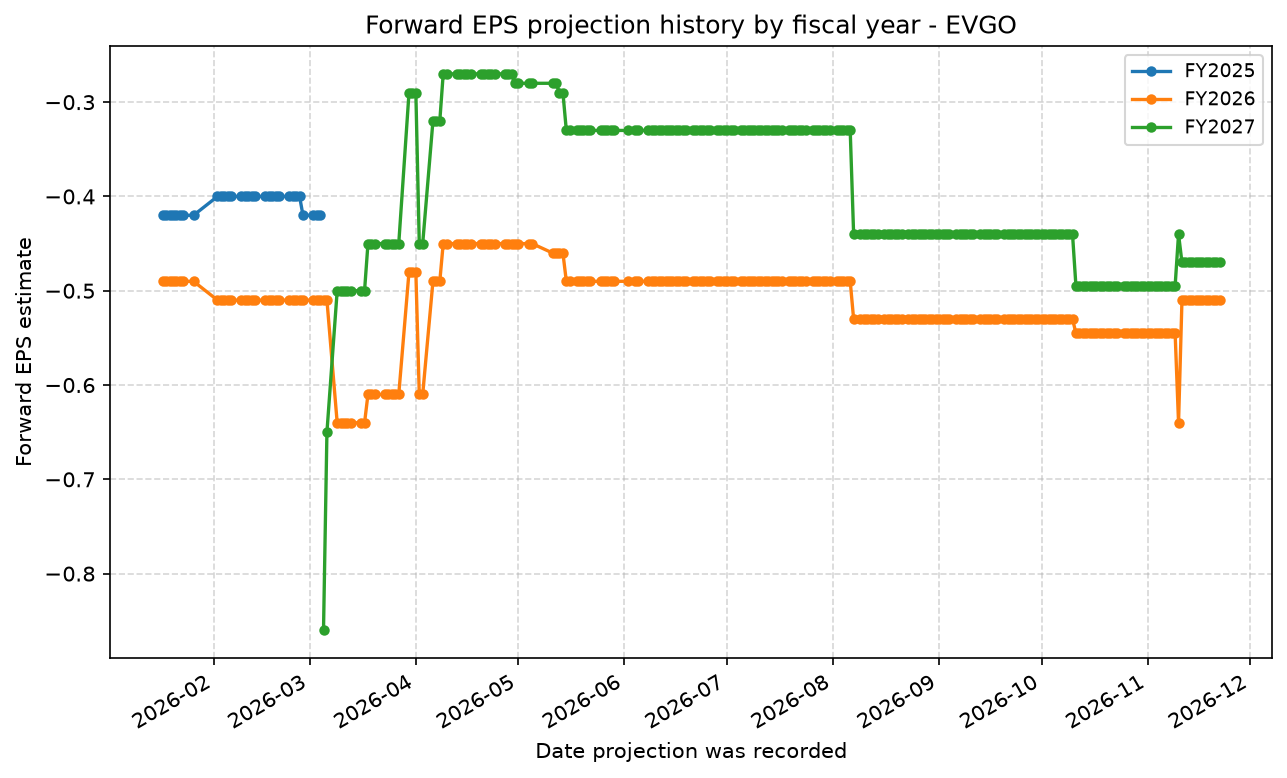 Forward EPS projection history by fiscal year - EVGO
FY2025
FY2026
FY2027
Forward EPS estimate
−0.3
−0.4
−0.5
−0.6
−0.7
−0.8
2026-02
2026-03
2026-04
2026-05
2026-06
2026-07
2026-08
2026-09
2026-10
2026-11
2026-12
Date projection was recorded